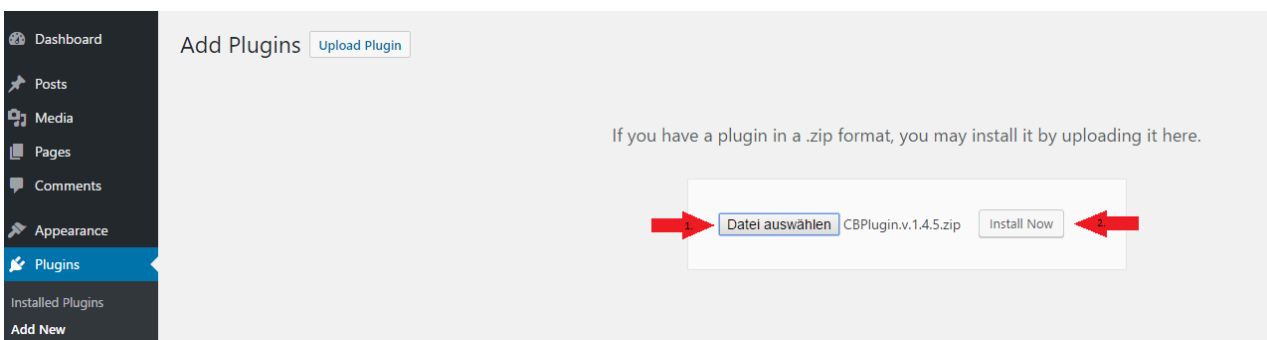 Dashboard
Add Plugins Upload Plugin
Posts
Media
Pages
Comments
Appearance
Plugins
Installed Plugins
Add New
If you have a plugin in a .zip format, you may install it by uploading it here.
1. Datei auswählen CBPlugin.v.1.4.5.zip Install Now 2.